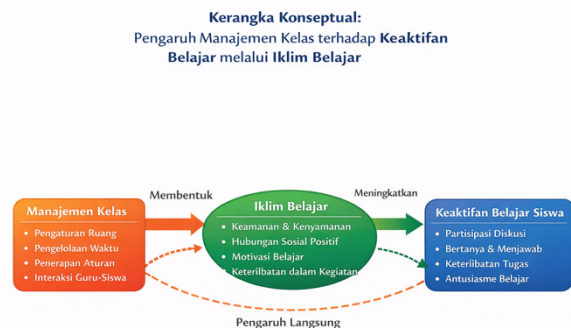 Kerangka Konseptual:
Pengaruh Manajemen Kelas terhadap Keaktifan
Belajar melalui Iklim Belajar
Membentuk
Meningkatkan
Manajemen Kelas
• Pengaturan Ruang
• Pengelolaan Waktu
• Penerapan Aturan
• Interaksi Guru-Siswa
Iklim Belajar
• Keamanan & Kenyamanan
• Hubungan Sosial Positif
• Motivasi Belajar
• Keteriibatan dalam Kegiatan
Keaktifan Belajar Siswa
• Partisipasi Diskusi
• Bertanya & Menjawab
• Keteriibatan Tugas
• Antusiasme Belajar
Pengaruh Langsung